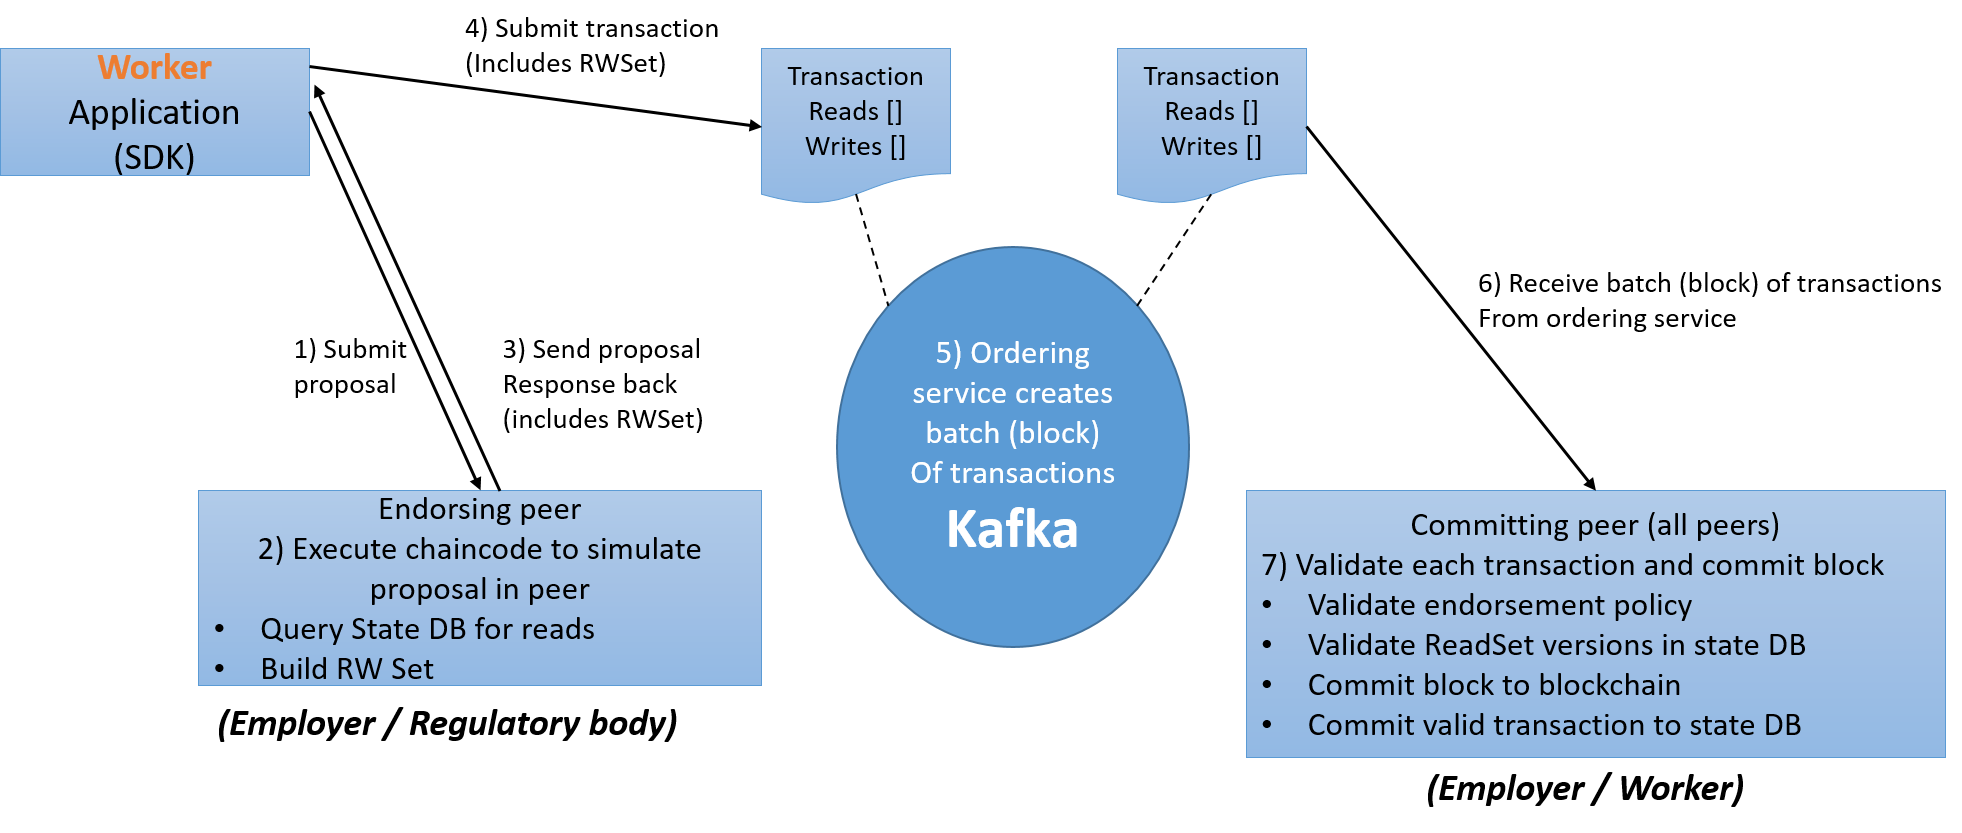 4) Submit transaction
(Includes RWSet)
Worker
Application
(SDK)
Transaction
Reads []
Writes []
Transaction
Reads []
Writes []
1) Submit
proposal
3) Send proposal
Response back
(includes RWSet)
5) Ordering
service creates
batch (block)
Of transactions
Kafka
6) Receive batch (block) of transactions
From ordering service
Endorsing peer
2) Execute chaincode to simulate
proposal in peer
• Query State DB for reads
• Build RW Set
(Employer / Regulatory body)
Committing peer (all peers)
7) Validate each transaction and commit block
• Validate endorsement policy
• Validate ReadSet versions in state DB
• Commit block to blockchain
• Commit valid transaction to state DB
(Employer / Worker)